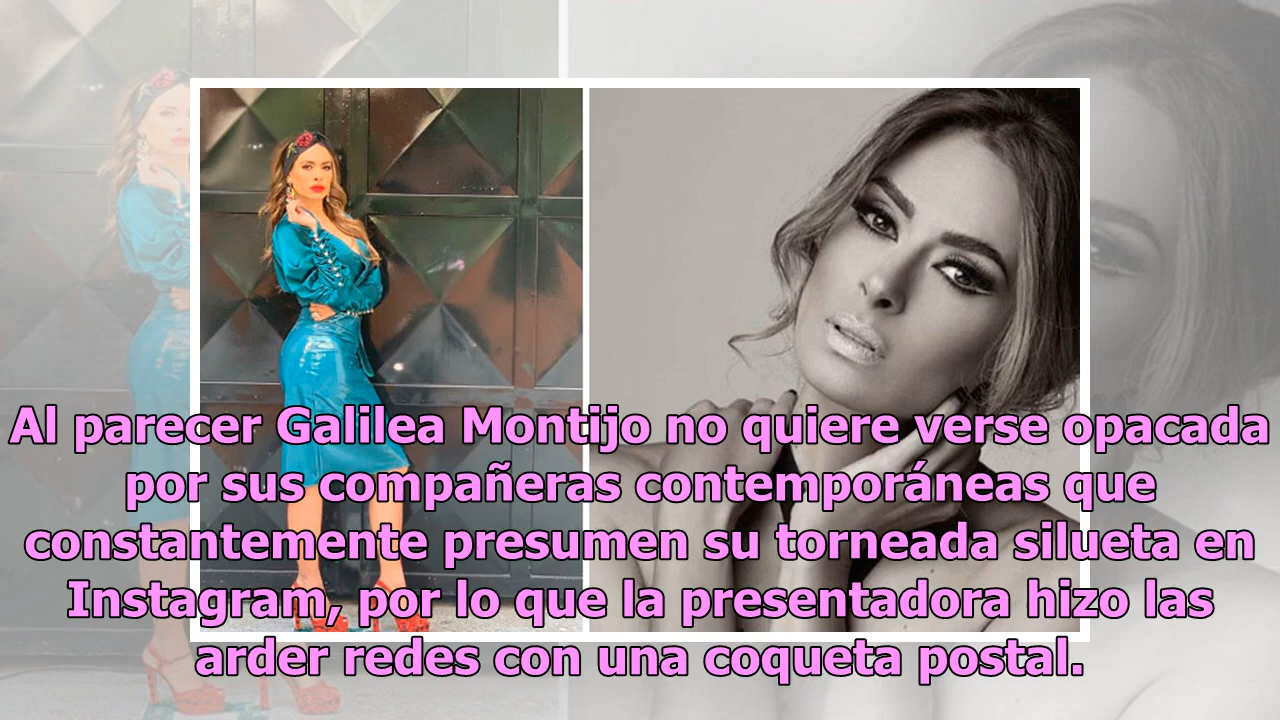 Al parecer Galilea Montijo no quiere verse opacada
por sus compañeras contemporáneas que
constantemente presumen su torneada silueta en
Instagram, por lo que la presentadora hizo las
arder redes con una coqueta postal.